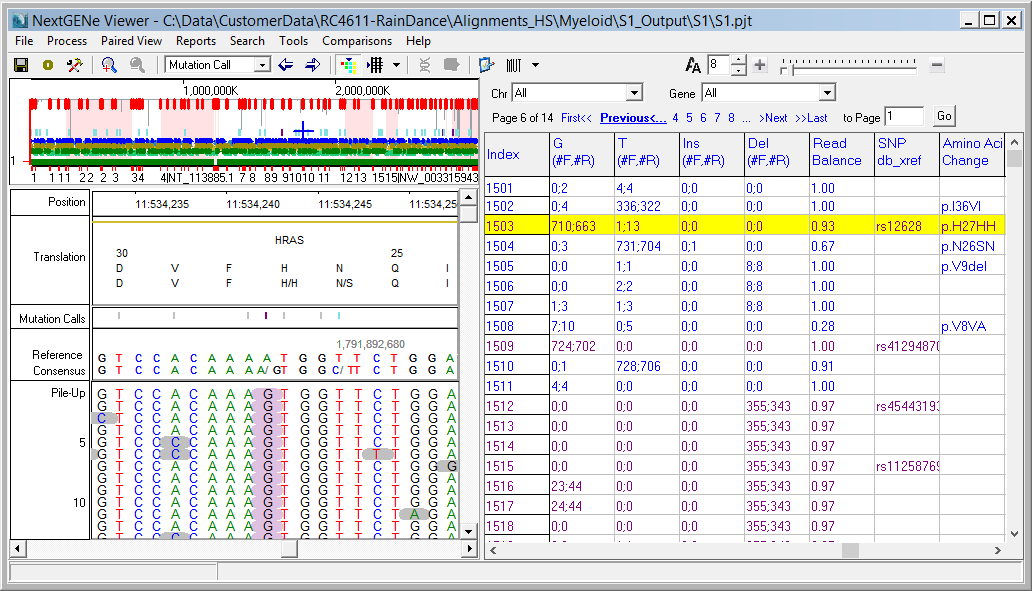 NextGENe Viewer - C:\Data\CustomerData\RC4611-RainDance\Alignments_HS\Myeloid\S1_Output\S1\S1.pjt
File Process Paired View Reports Search Tools Comparisons Help
Mutation Call MUT 8
1,000,000K 2,000,000K
1
1 1 11 22 2 3 34 4NT_113885.1 7 8 891010 11 12 13 1515INW_003315943
Position 11:534,235 11:534,240 11:534,245 11:534,25
Translation
HRAS
30 25
D V F H N Q I
D V F H/H N/S Q I
Mutation Calls
1,791,892,680
Reference G T C C A C A A A A T G G T T C T G G A
Consensus G T C C A C A A A A/ GT G G C/ TT C T G G A
Pile-Up G T C C A C A A A G T G G T T C T G G A
G T C C A C A A A G T G G T T C T G G A
C T C C A C A A A G T G G T T C T G G A
G T C C A C A A A G T G G T T C T G G A
5 G T C C C C A A A G T G G T T C T G G A
G T C C C C A A A G T G G T T T T G G A
G T C C A C A A A G T G G T T C T G G G
G T C C A C A A A G T G G T T C T G G A
G T C C A C A A A G T G G T T C T G G A
10 G T C C A C A A A G T G G T T C T G G A
G T C C A C A A A G T G G T T C T A G A
G T C C A C A A A G T G G T T C T G G A
Chr All Gene All
Page 6 of 14 First<< Previous<... 4 5 6 7 8 ... >Next >>Last to Page 1 Go
Index G (#F,#R) T (#F,#R) Ins (#F,#R) Del (#F,#R) Read Balance SNP db_xref Amino Aci Change
1501 0;2 4;4 0;0 0;0 1.00
1502 0;4 336;322 0;0 0;0 1.00 p.I36VI
1503 710;663 1;13 0;0 0;0 0.93 rs12628 p.H27HH
1504 0;3 731;704 0;1 0;0 0.67 p.N26SN
1505 0;0 1;1 0;0 8;8 1.00 p.V9del
1506 0;0 2;2 0;0 8;8 1.00
1507 1;3 1;3 0;0 8;8 1.00
1508 7;10 0;5 0;0 0;0 0.28 p.V8VA
1509 724;702 0;0 0;0 0;0 1.00 rs4129487
1510 0;1 728;706 0;0 0;0 0.91
1511 4;4 0;0 0;0 0;0 1.00
1512 0;0 0;0 0;0 355;343 0.97 rs4544319
1513 0;0 0;0 0;0 355;343 0.97
1514 0;0 0;0 0;0 355;343 0.97
1515 0;0 0;0 0;0 355;343 0.97 rs1125876
1516 23;44 0;0 0;0 355;343 0.97
1517 24;44 0;0 0;0 355;343 0.97
1518 0;0 0;0 0;0 355;343 0.97